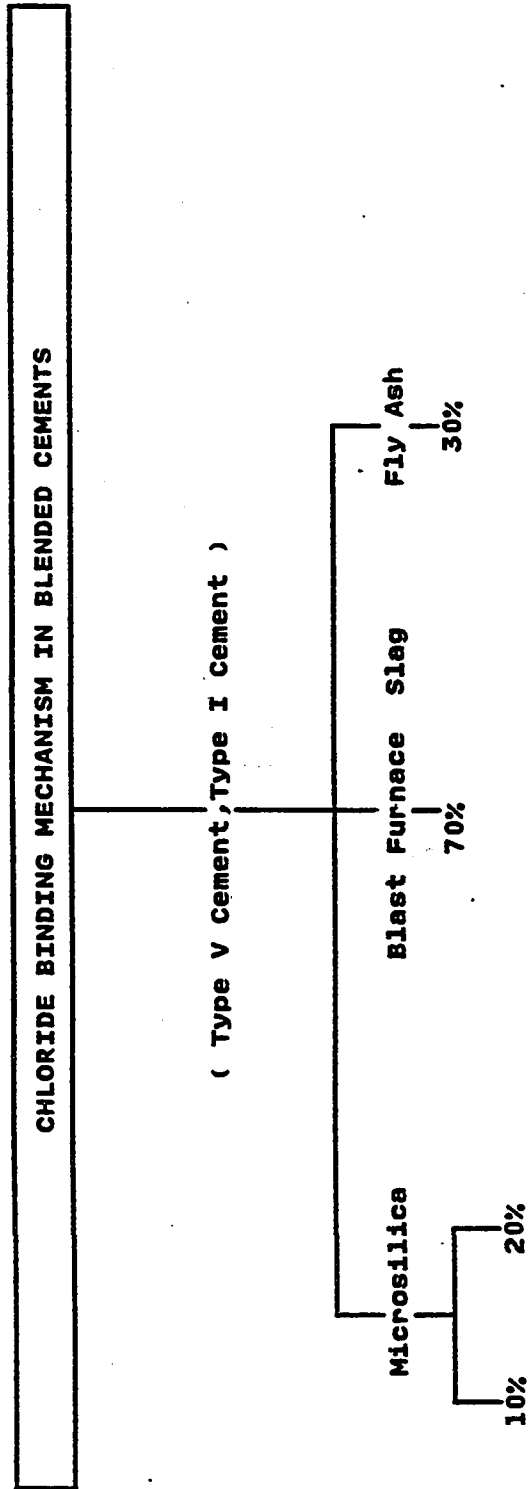 CHLORIDE BINDING MECHANISM IN BLENDED CEMENTS
( Type V Cement,Type I Cement )
Microsilica
Blast Furnace Slag
Fly Ash
10%
20%
70%
30%